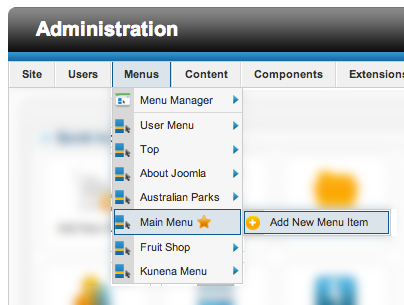 Administration
Site Users Menus Content Components Extensions
Menu Manager
User Menu
Top
About Joomla
Australian Parks
Main Menu Add New Menu Item
Fruit Shop
Kunena Menu